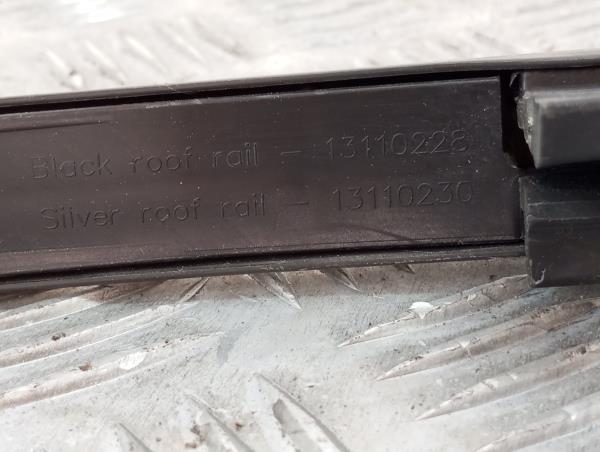 Black roof rail - 13110228
Silver roof rail - 13110230